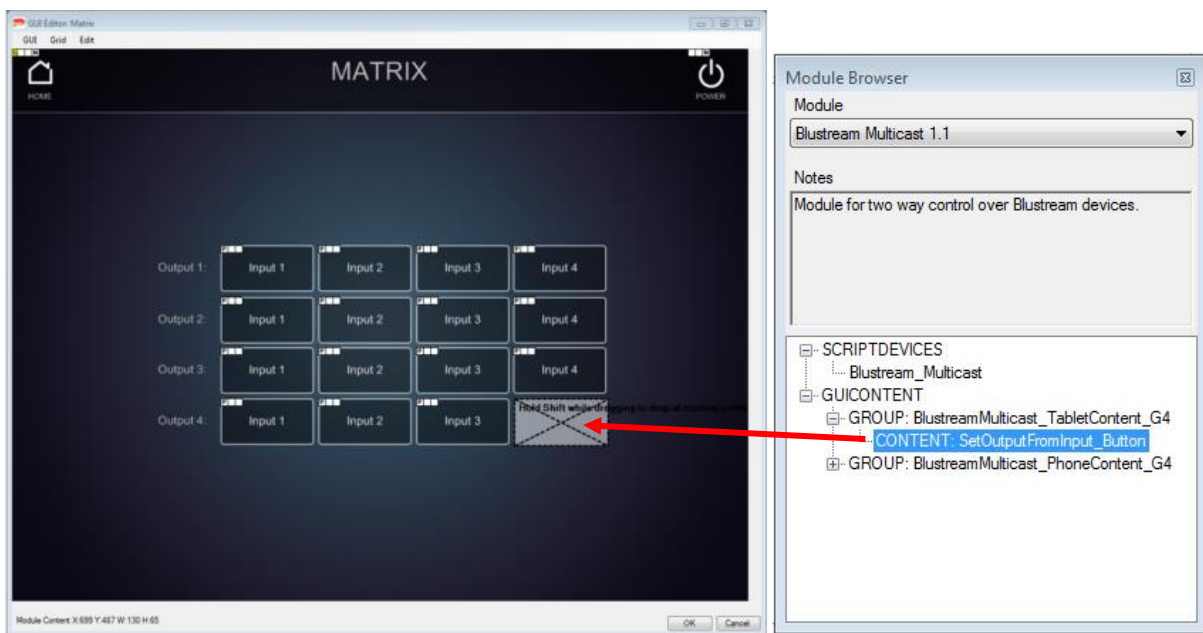 GUI Editor: Matrix
GUI Grid Edit
MATRIX
HOME
POWER
Output 1: Input 1 Input 2 Input 3 Input 4
Output 2: Input 1 Input 2 Input 3 Input 4
Output 3: Input 1 Input 2 Input 3 Input 4
Output 4: Input 1 Input 2 Input 3
Hold Shift while dragging to drop at custom
Module Content X:699 Y:487 W:130 H:65
OK Cancel
Module Browser
Module
Blustream Multicast 1.1
Notes
Module for two way control over Blustream devices.
SCRIPTDEVICES
Blustream_Multicast
GUICONTENT
GROUP: BlustreamMulticast_TabletContent_G4
CONTENT: SetOutputFromInput_Button
GROUP: BlustreamMulticast_PhoneContent_G4